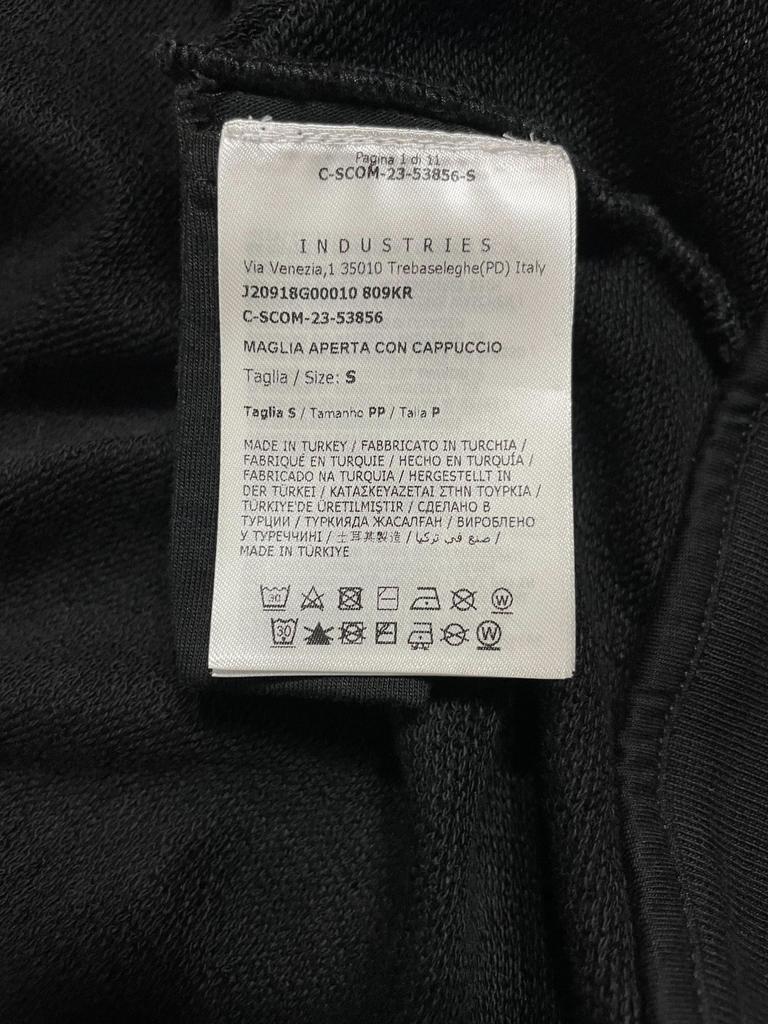 Pagina 1 di 11
C-SCOM-23-53856-S
INDUSTRIES
Via Venezia,1 35010 Trebaseleghe(PD) Italy
J20918G00010 809KR
C-SCOM-23-53856
MAGLIA APERTA CON CAPPUCCIO
Taglia / Size: S
Taglia S / Tamanho PP / Talla P
MADE IN TURKEY / FABBRICATO IN TURCHIA /
FABRIQUÉ EN TURQUIE / HECHO EN TURQUÍA /
FABRICADO NA TURQUIA / HERGESTELLT IN
DER TÜRKEI / ΚΑΤΑΣΚΕΥΑΖΕΤΑΙ ΣΤΗΝ ΤΟΥΡΚΙΑ /
TÜRKIYE'DE ÜRETILMIŞTIR / СДЕЛАНО В
ТУРЦИИ / ТҮРКИЯДА ЖАСАЛҒАН / ВИРОБЛЕНО
У ТУРЕЧЧИНІ / 土耳其製造 / صنع في تركيا /
MADE IN TÜRKIYE
30 W
30 W